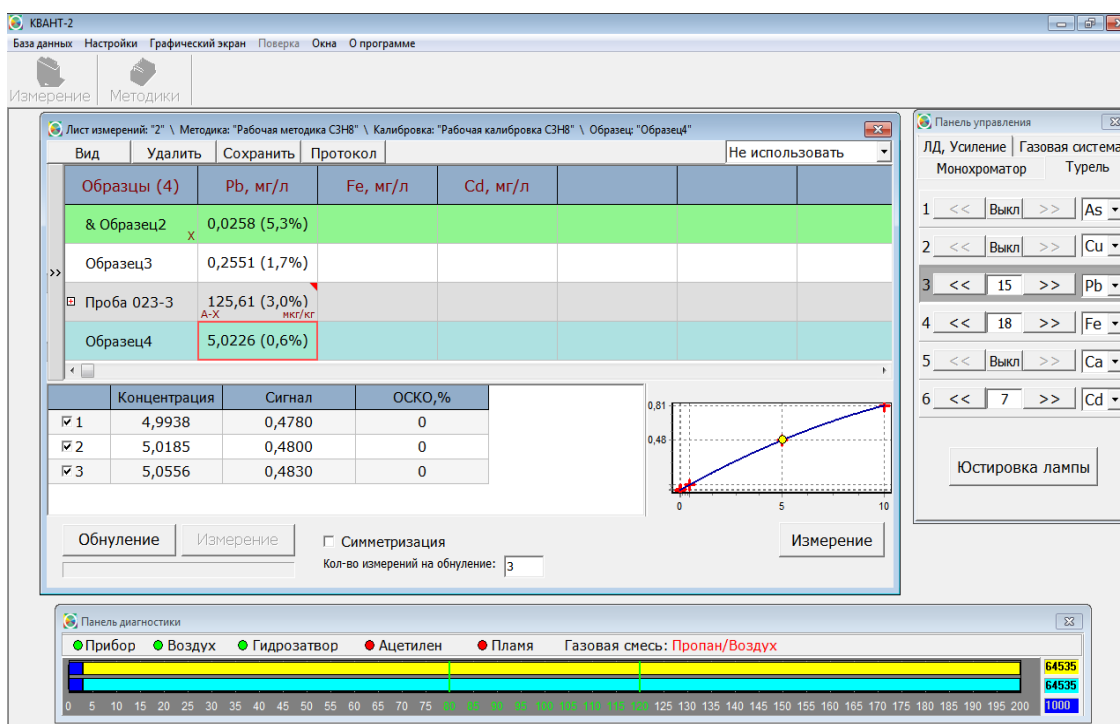 КВАНТ-2
База данных Настройки Графический экран Поверка Окна О программе
Измерение Методики
Лист измерений: "2" \ Методика: "Рабочая методика СЗН8" \ Калибровка: "Рабочая калибровка СЗН8" \ Образец: "Образец4"
Вид Удалить Сохранить Протокол Не использовать
Образцы (4) Pb, мг/л Fe, мг/л Cd, мг/л
& Образец2 X 0,0258 (5,3%)
>>
Образец3 0,2551 (1,7%)
Проба 023-3 125,61 (3,0%)
А-Х мкг/кг
Образец4 5,0226 (0,6%)
Концентрация Сигнал ОСКО,%
1 4,9938 0,4780 0
2 5,0185 0,4800 0
3 5,0556 0,4830 0
0,81
0,48
0 5 10
Обнуление Измерение Симметризация Измерение
Кол-во измерений на обнуление: 3
Панель управления
ЛД, Усиление Газовая система
Монохроматор Турель
1 << Выкл >> As
2 << Выкл >> Cu
3 << 15 >> Pb
4 << 18 >> Fe
5 << Выкл >> Ca
6 << 7 >> Cd
Юстировка лампы
Панель диагностики
Прибор Воздух Гидрозатвор Ацетилен Пламя Газовая смесь: Пропан/Воздух
64535
64535
0 5 10 15 20 25 30 35 40 45 50 55 60 65 70 75 80 85 90 95 100 105 110 115 120 125 130 135 140 145 150 155 160 165 170 175 180 185 190 195 200 1000